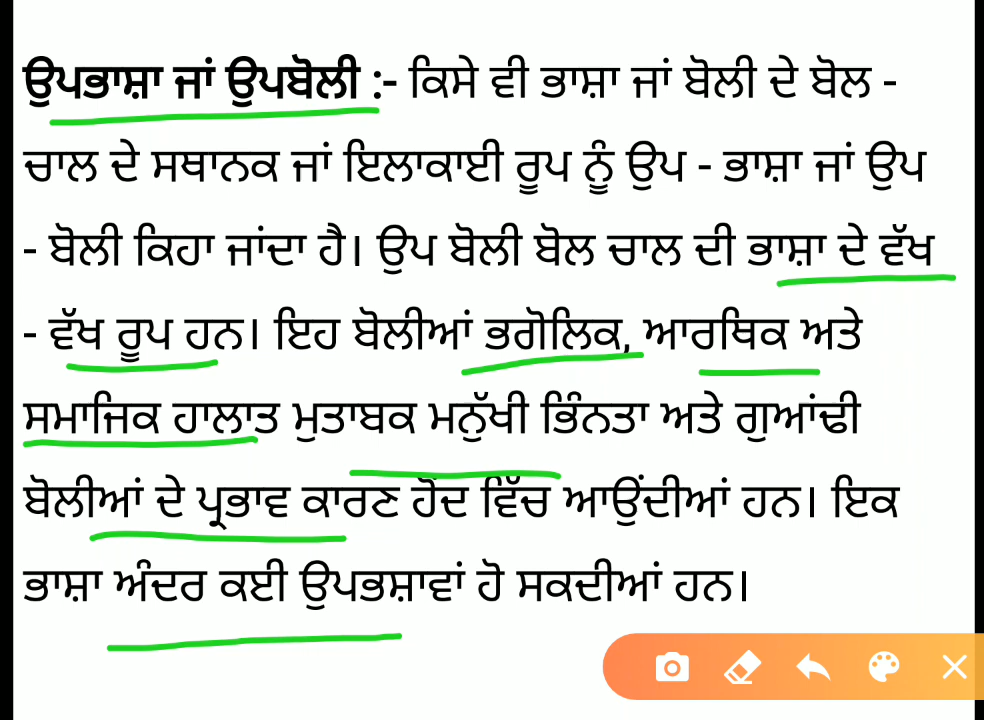 ਉਪਭਾਸ਼ਾ ਜਾਂ ਉਪਬੋਲੀ :- ਕਿਸੇ ਵੀ ਭਾਸ਼ਾ ਜਾਂ ਬੋਲੀ ਦੇ ਬੋਲ -
ਚਾਲ ਦੇ ਸਥਾਨਕ ਜਾਂ ਇਲਾਕਾਈ ਰੂਪ ਨੂੰ ਉਪ - ਭਾਸ਼ਾ ਜਾਂ ਉਪ
- ਬੋਲੀ ਕਿਹਾ ਜਾਂਦਾ ਹੈ। ਉਪ ਬੋਲੀ ਬੋਲ ਚਾਲ ਦੀ ਭਾਸ਼ਾ ਦੇ ਵੱਖ
- ਵੱਖ ਰੂਪ ਹਨ। ਇਹ ਬੋਲੀਆਂ ਭਗੋਲਿਕ, ਆਰਥਿਕ ਅਤੇ
ਸਮਾਜਿਕ ਹਾਲਾਤ ਮੁਤਾਬਕ ਮਨੁੱਖੀ ਭਿੰਨਤਾ ਅਤੇ ਗੁਆਂਢੀ
ਬੋਲੀਆਂ ਦੇ ਪ੍ਰਭਾਵ ਕਾਰਣ ਹੋਂਦ ਵਿੱਚ ਆਉਂਦੀਆਂ ਹਨ। ਇਕ
ਭਾਸ਼ਾ ਅੰਦਰ ਕਈ ਉਪਭਸ਼ਾਵਾਂ ਹੋ ਸਕਦੀਆਂ ਹਨ।